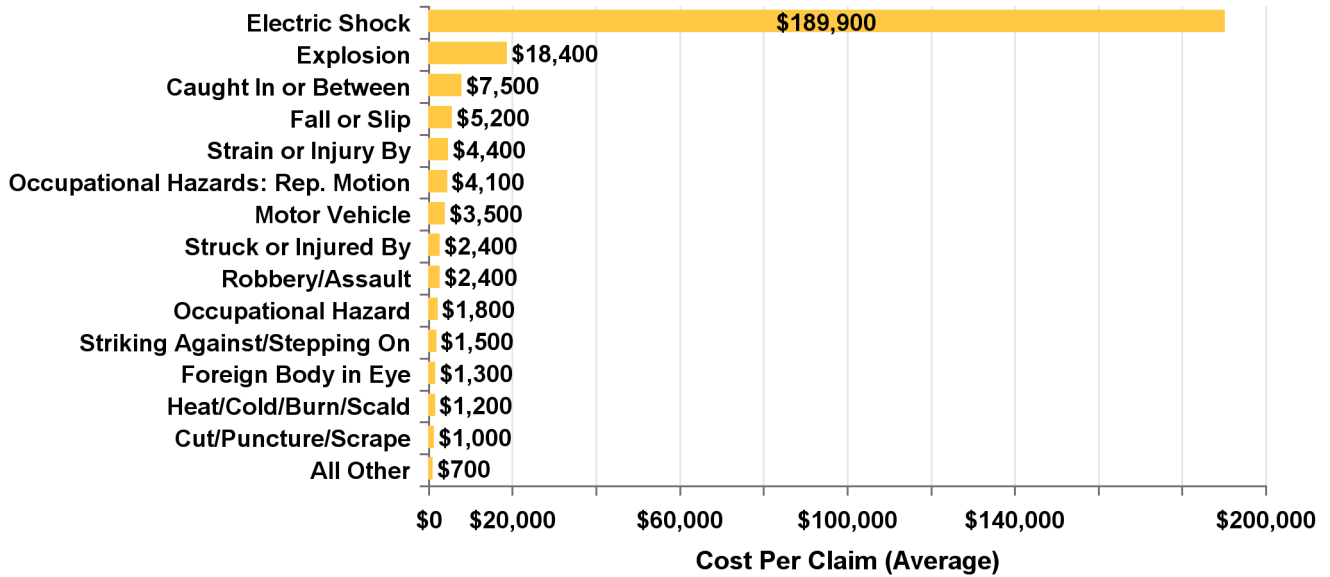 Electric Shock $189,900
Explosion $18,400
Caught In or Between $7,500
Fall or Slip $5,200
Strain or Injury By $4,400
Occupational Hazards: Rep. Motion $4,100
Motor Vehicle $3,500
Struck or Injured By $2,400
Robbery/Assault $2,400
Occupational Hazard $1,800
Striking Against/Stepping On $1,500
Foreign Body in Eye $1,300
Heat/Cold/Burn/Scald $1,200
Cut/Puncture/Scrape $1,000
All Other $700
$0 $20,000 $60,000 $100,000 $140,000 $200,000
Cost Per Claim (Average)